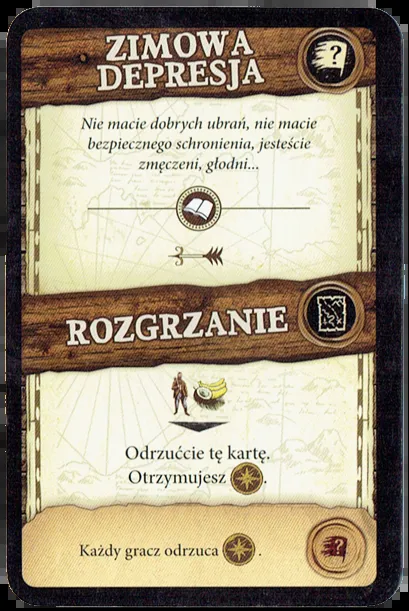 ZIMOWA
DEPRESJA
?
Nie macie dobrych ubrań, nie macie
bezpiecznego schronienia, jesteście
zmęczeni, głodni...
ROZGRZANIE
Odrzućcie tę kartę.
Otrzymujesz .
Każdy gracz odrzuca .
?